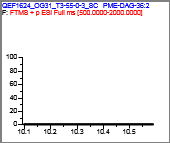 QEF1624_OG31_T3-55-0-3_SC PME-DAG-36:2
F: FTMS + p ESI Full ms [500.0000-2000.0000]
100
80
60
40
20
0
10.1 10.2 10.3 10.4 10.5